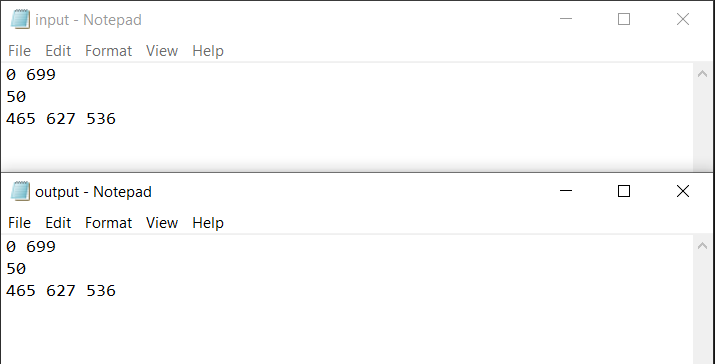 input - Notepad
File Edit Format View Help
0 699
50
465 627 536
output - Notepad
File Edit Format View Help
0 699
50
465 627 536